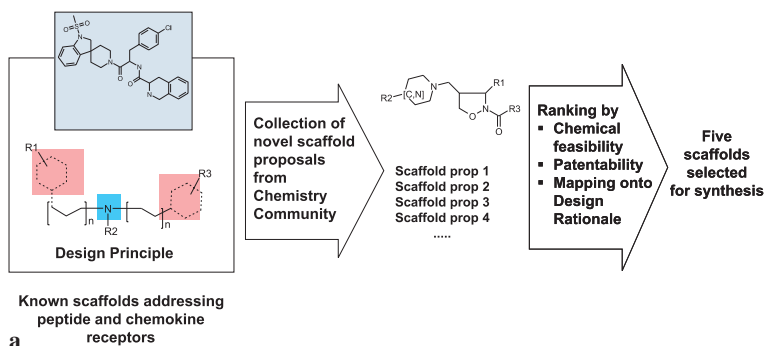 O
S
O
N
Cl
N
O
N
O
N
R1
R3
[
]
n
N
[
]
n
R2
Design Principle
Known scaffolds addressing
peptide and chemokine
receptors
a
Collection of
novel scaffold
proposals
from
Chemistry
Community
R2
[C,N]
N
R1
O
N
R3
O
Scaffold prop 1
Scaffold prop 2
Scaffold prop 3
Scaffold prop 4
.....
Ranking by
▪ Chemical
feasibility
▪ Patentability
▪ Mapping onto
Design
Rationale
Five
scaffolds
selected
for synthesis